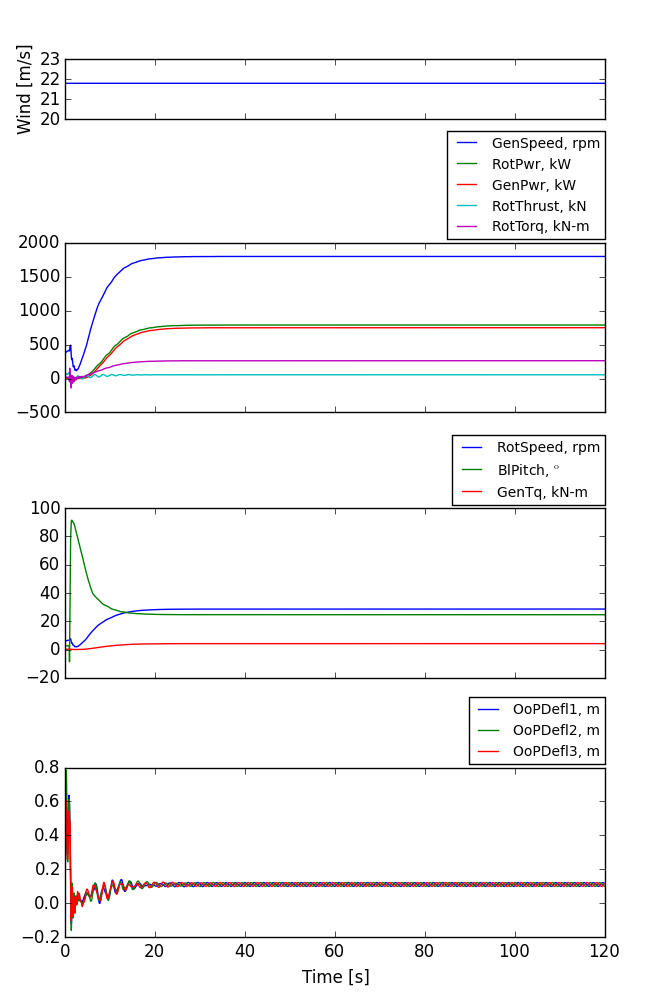 Wind [m/s]
23
22
21
20
GenSpeed, rpm
RotPwr, kW
GenPwr, kW
RotThrust, kN
RotTorq, kN-m
2000
1500
1000
500
0
−500
RotSpeed, rpm
BlPitch, °
GenTq, kN-m
100
80
60
40
20
0
−20
OoPDefl1, m
OoPDefl2, m
OoPDefl3, m
0.8
0.6
0.4
0.2
0.0
−0.2
0 20 40 60 80 100 120
Time [s]